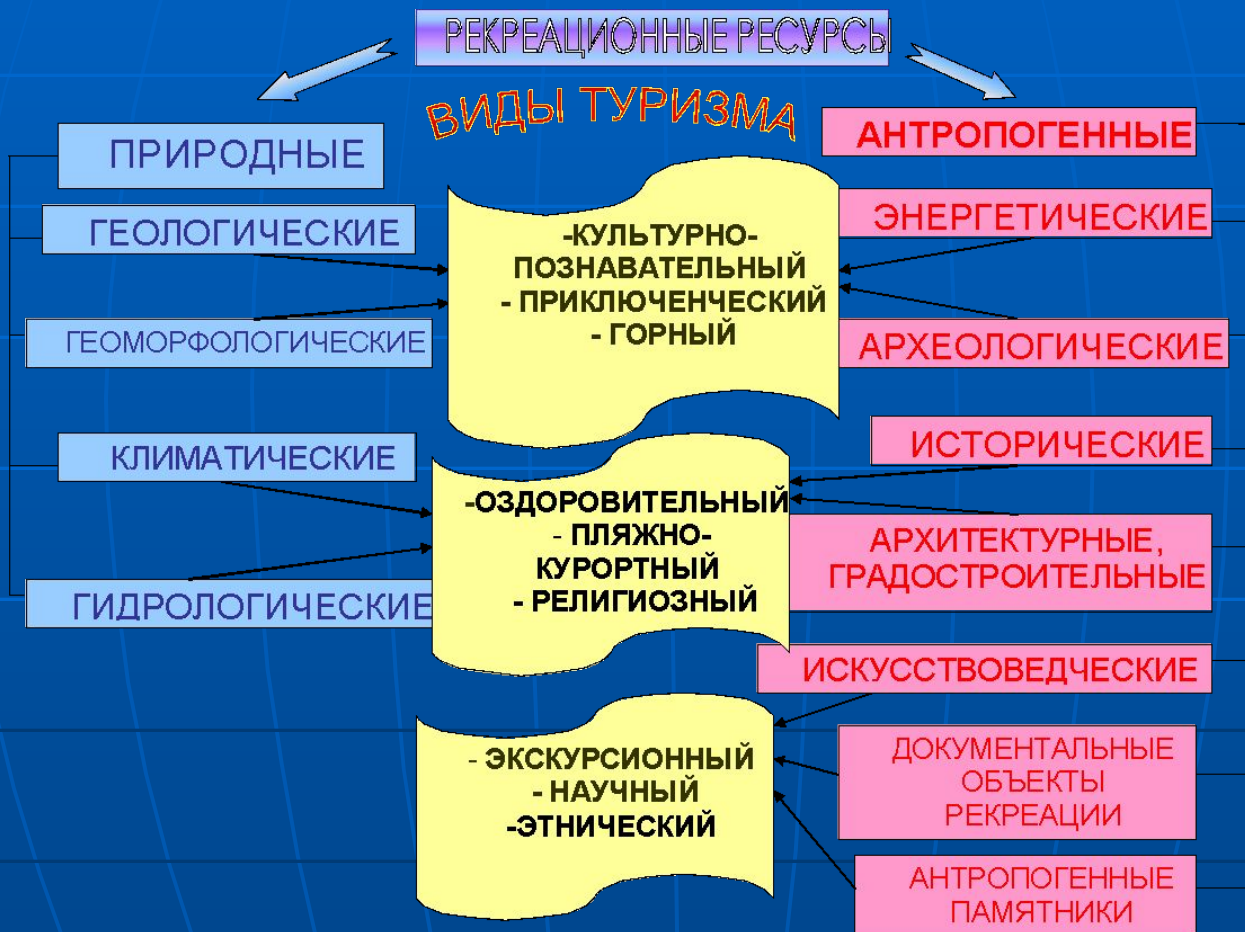 РЕКРЕАЦИОННЫЕ РЕСУРСЫ
ВИДЫ ТУРИЗМА
ПРИРОДНЫЕ
ГЕОЛОГИЧЕСКИЕ
ГЕОМОРФОЛОГИЧЕСКИЕ
КЛИМАТИЧЕСКИЕ
ГИДРОЛОГИЧЕСКИЕ
-КУЛЬТУРНО-
ПОЗНАВАТЕЛЬНЫЙ
- ПРИКЛЮЧЕНЧЕСКИЙ
- ГОРНЫЙ
-ОЗДОРОВИТЕЛЬНЫЙ
- ПЛЯЖНО-
КУРОРТНЫЙ
- РЕЛИГИОЗНЫЙ
- ЭКСКУРСИОННЫЙ
- НАУЧНЫЙ
-ЭТНИЧЕСКИЙ
АНТРОПОГЕННЫЕ
ЭНЕРГЕТИЧЕСКИЕ
АРХЕОЛОГИЧЕСКИЕ
ИСТОРИЧЕСКИЕ
АРХИТЕКТУРНЫЕ,
ГРАДОСТРОИТЕЛЬНЫЕ
ИСКУССТВОВЕДЧЕСКИЕ
ДОКУМЕНТАЛЬНЫЕ
ОБЪЕКТЫ
РЕКРЕАЦИИ
АНТРОПОГЕННЫЕ
ПАМЯТНИКИ